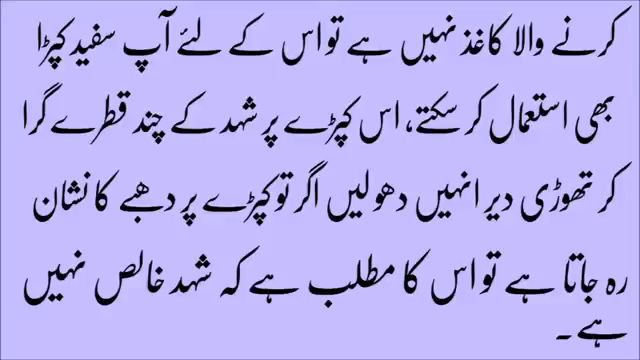 کرنے والا کاغذ نہیں ہے تو اس کے لئے آپ سفید کپڑا
بھی استعمال کر سکتے، اس کپڑے پر شہد کے چند قطرے گرا
کر تھوڑی دیر انہیں دھولیں اگر تو کپڑے پر دھبے کا نشان
رہ جاتا ہے تو اس کا مطلب ہے کہ شہد خالص نہیں
ہے۔